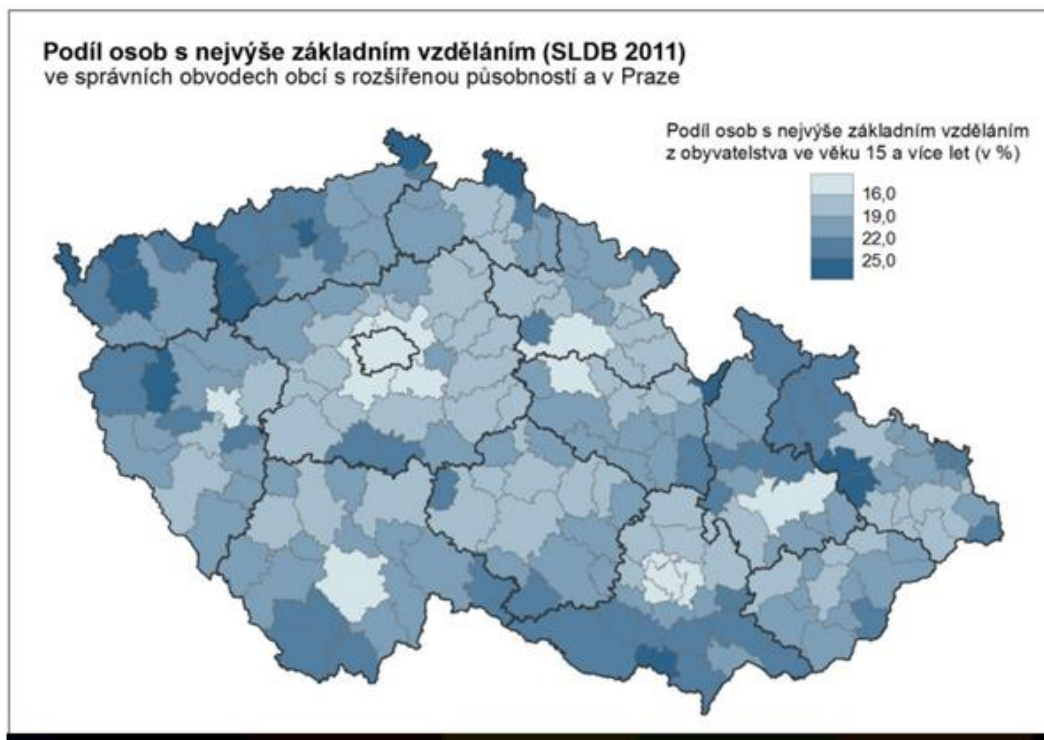 Podíl osob s nejvýše základním vzděláním (SLDB 2011)
ve správních obvodech obcí s rozšířenou působností a v Praze
Podíl osob s nejvýše základním vzděláním
z obyvatelstva ve věku 15 a více let (v %)
16,0
19,0
22,0
25,0